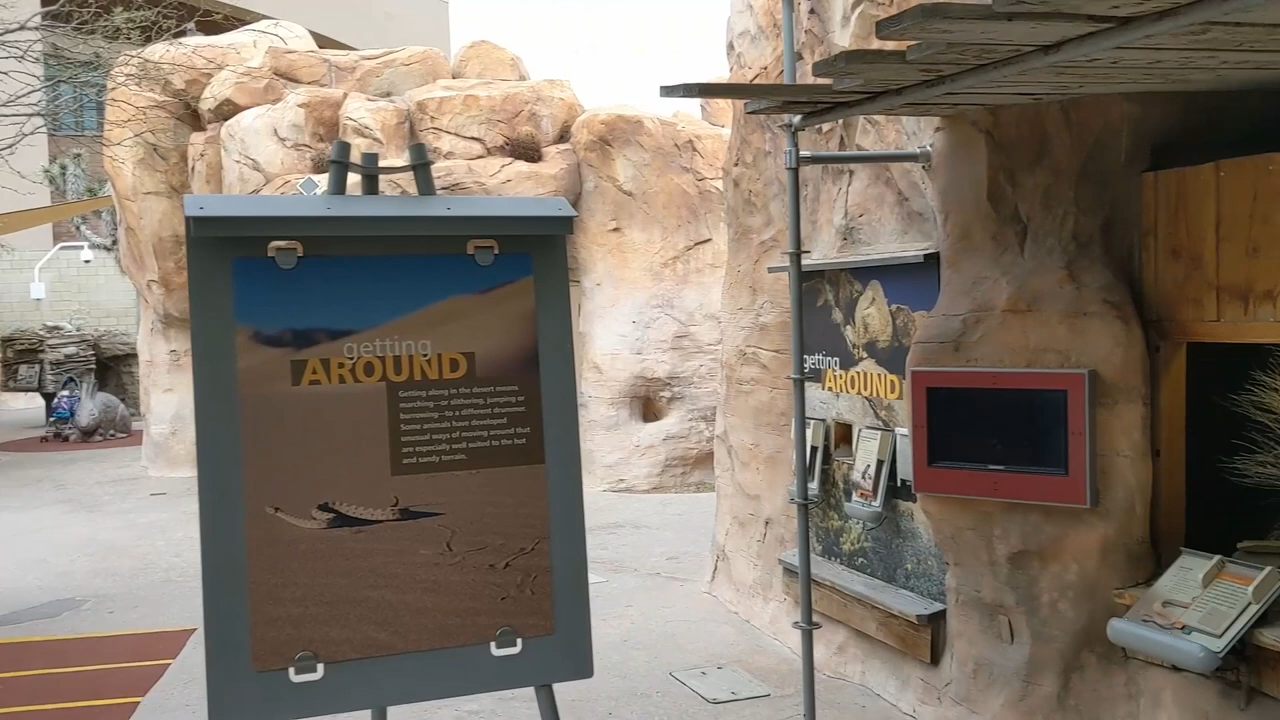 getting
AROUND
Getting along in the desert means
marching—or slithering, jumping or
burrowing—to a different drummer.
Some animals have developed
unusual ways of moving around that
are especially well suited to the hot
and sandy terrain.
getting
AROUND